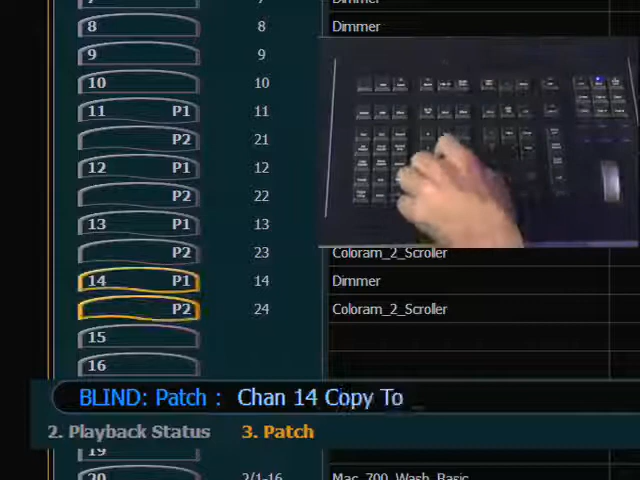 7 7 Dimmer
8 8 Dimmer
9 9
10 10
11 P1 11
P2 21
12 P1 12
P2 22
13 P1 13
P2 23 Coloram_2_Scroller
14 P1 14 Dimmer
P2 24 Coloram_2_Scroller
15
16
BLIND: Patch : Chan 14 Copy To _
2. Playback Status 3. Patch
19
20 2/1-16 Mac_700_Wash_Basic